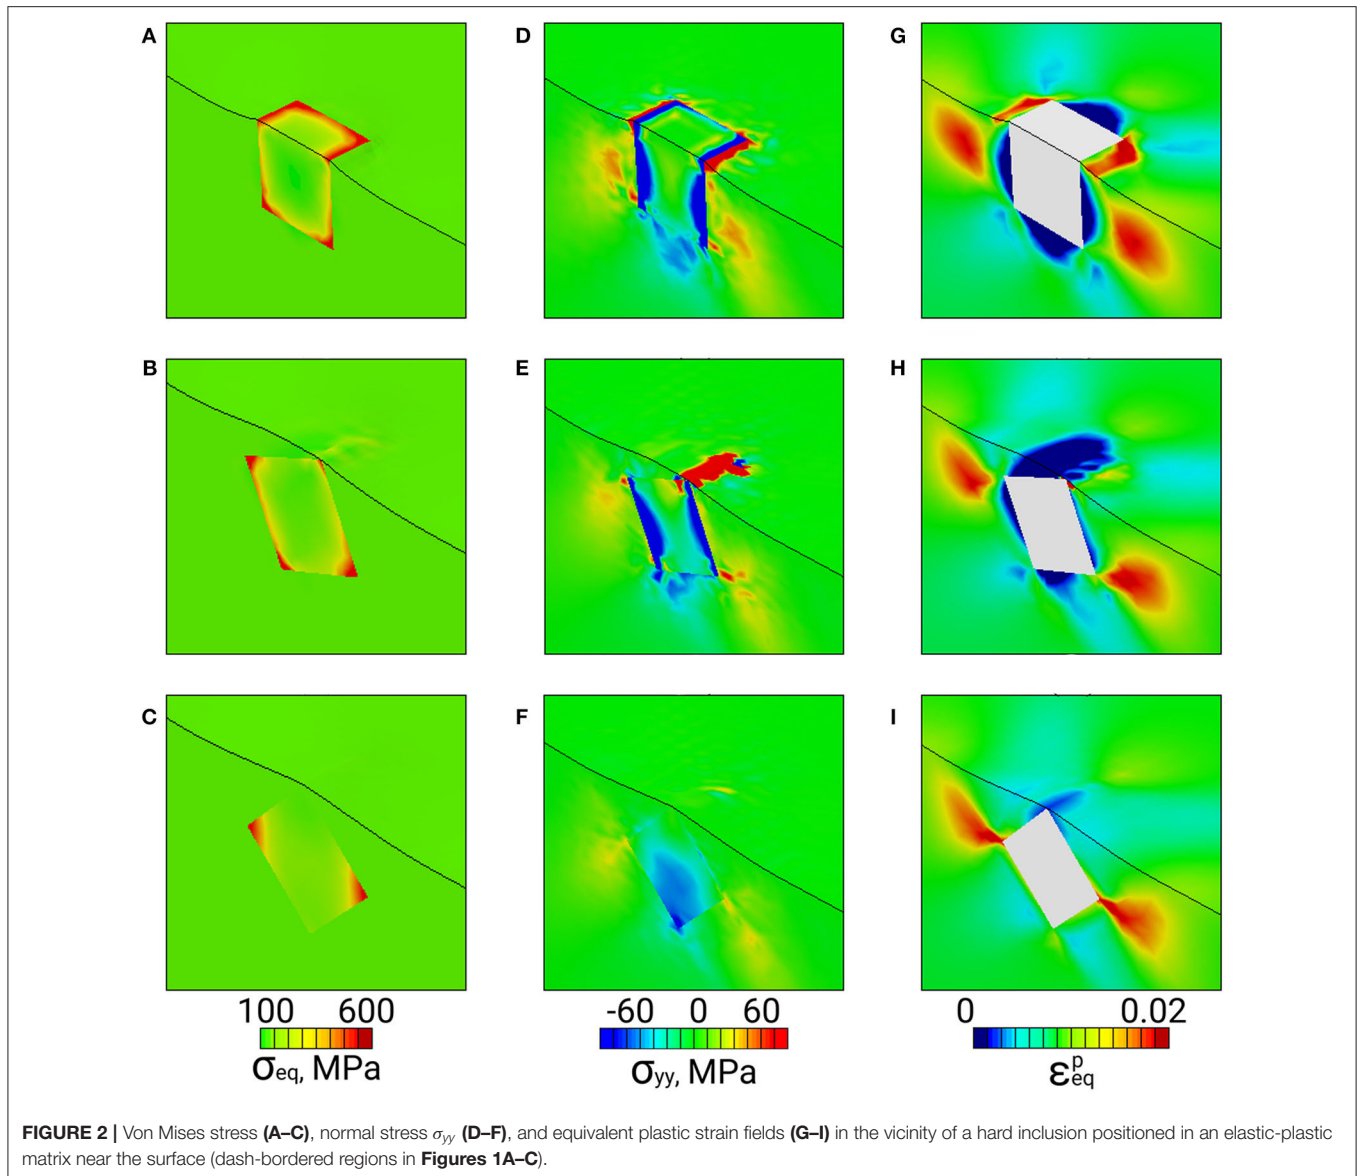 A D G
B E H
C F I
100 600 -60 0 60 0 0.02
σeq, MPa σyy, MPa ε^p_eq
FIGURE 2 | Von Mises stress (A–C), normal stress σyy (D–F), and equivalent plastic strain fields (G–I) in the vicinity of a hard inclusion positioned in an elastic-plastic
matrix near the surface (dash-bordered regions in Figures 1A–C).